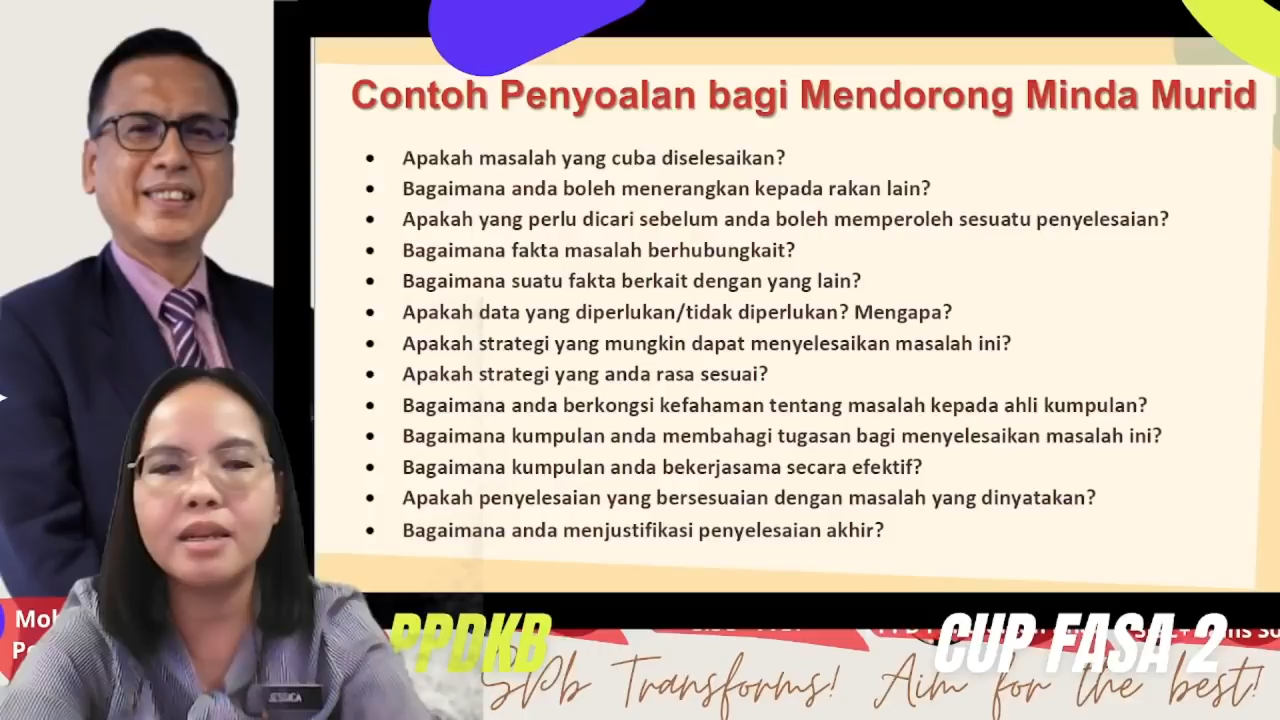 Contoh Penyoalan bagi Mendorong Minda Murid
• Apakah masalah yang cuba diselesaikan?
• Bagaimana anda boleh menerangkan kepada rakan lain?
• Apakah yang perlu dicari sebelum anda boleh memperoleh sesuatu penyelesaian?
• Bagaimana fakta masalah berhubungkait?
• Bagaimana suatu fakta berkait dengan yang lain?
• Apakah data yang diperlukan/tidak diperlukan? Mengapa?
• Apakah strategi yang mungkin dapat menyelesaikan masalah ini?
• Apakah strategi yang anda rasa sesuai?
• Bagaimana anda berkongsi kefahaman tentang masalah kepada ahli kumpulan?
• Bagaimana kumpulan anda membahagi tugasan bagi menyelesaikan masalah ini?
• Bagaimana kumpulan anda bekerjasama secara efektif?
• Apakah penyelesaian yang bersesuaian dengan masalah yang dinyatakan?
• Bagaimana anda menjustifikasi penyelesaian akhir?
PPDKB
CUP FASA 2
SPb Transforms! Aim for the best!
JESSICA